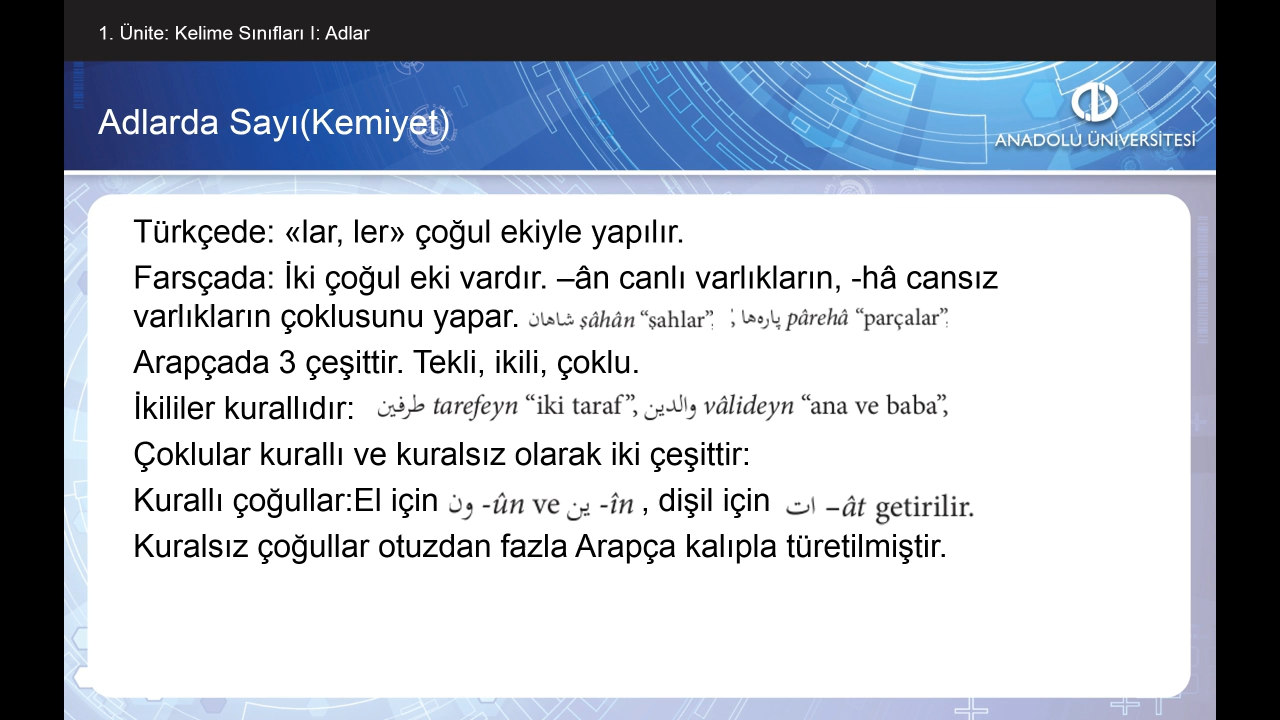 1. Ünite: Kelime Sınıfları I: Adlar
Adlarda Sayı(Kemiyet)
ANADOLU ÜNİVERSİTESİ
Türkçede: «lar, ler» çoğul ekiyle yapılır.
Farsçada: İki çoğul eki vardır. –ân canlı varlıkların, -hâ cansız
varlıkların çoklusunu yapar. شاهان şâhân “şahlar”, پاره‌ها pârehâ “parçalar”.
Arapçada 3 çeşittir. Tekli, ikili, çoklu.
İkililer kurallıdır: طرفين tarefeyn “iki taraf”, والدين vâlideyn “ana ve baba”,
Çoklular kurallı ve kuralsız olarak iki çeşittir:
Kurallı çoğullar:El için ون -ûn ve ين -în , dişil için ات –ât getirilir.
Kuralsız çoğullar otuzdan fazla Arapça kalıpla türetilmiştir.